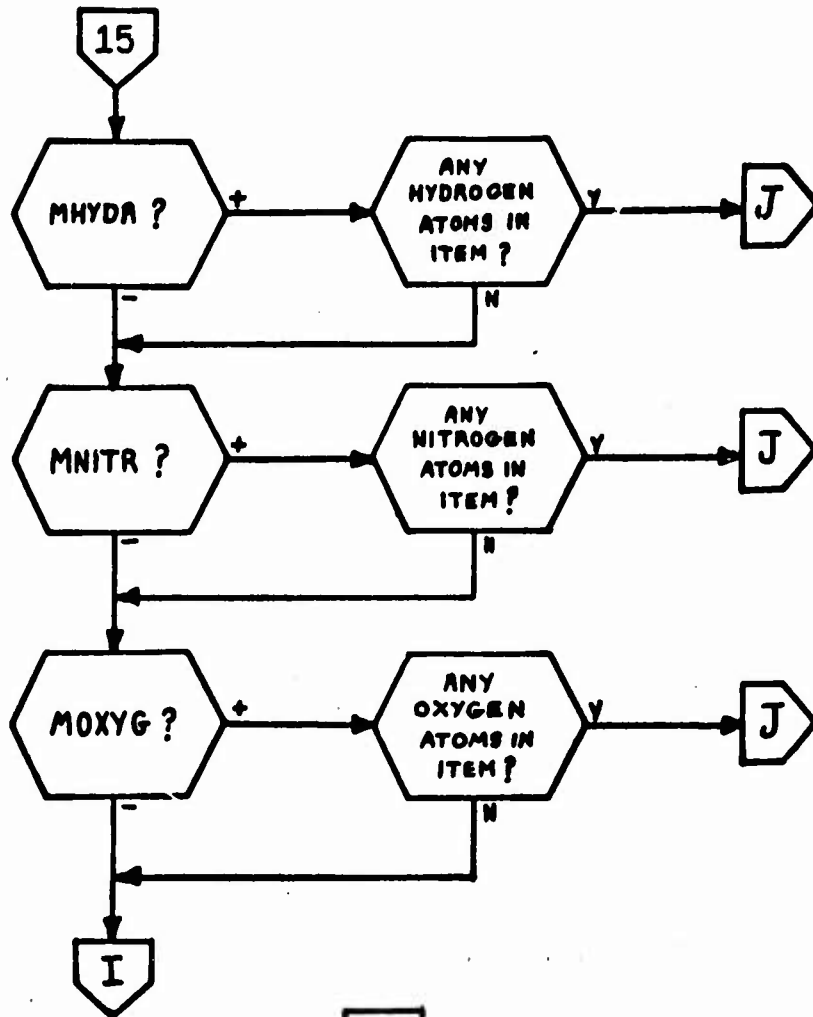 15
MHYDR ?
+
-
ANY
HYDROGEN
ATOMS IN
ITEM ?
Y
N
J
MNITR ?
+
-
ANY
NITROGEN
ATOMS IN
ITEM ?
Y
N
J
MOXYG ?
+
-
ANY
OXYGEN
ATOMS IN
ITEM ?
Y
N
J
I